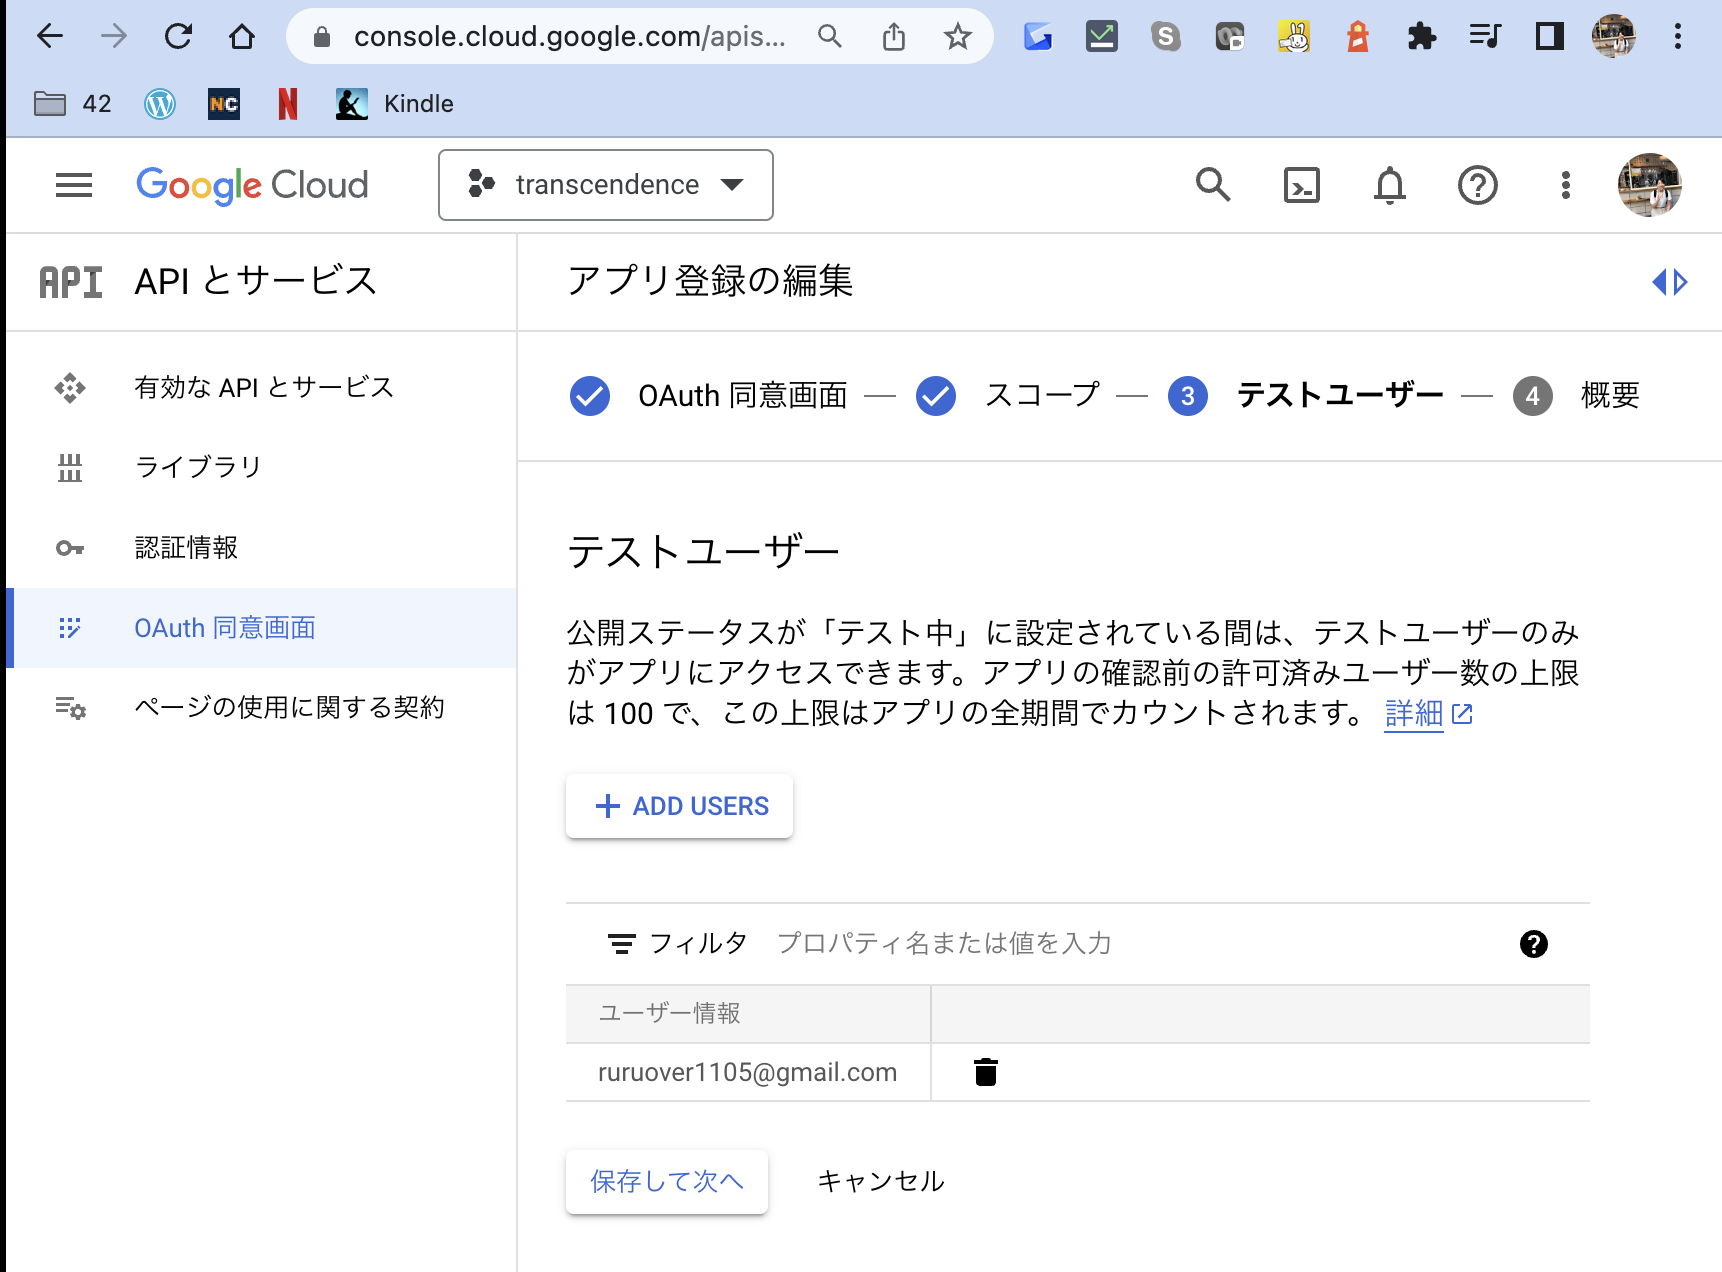 console.cloud.google.com/apis...
42
NC
N
Kindle
Google Cloud
transcendence
API
API とサービス
アプリ登録の編集
有効な API とサービス
ライブラリ
認証情報
OAuth 同意画面
ページの使用に関する契約
OAuth 同意画面
スコープ
3
テストユーザー
4
概要
テストユーザー
公開ステータスが「テスト中」に設定されている間は、テストユーザーのみ
がアプリにアクセスできます。アプリの確認前の許可済みユーザー数の上限
は 100 で、この上限はアプリの全期間でカウントされます。 詳細
+ ADD USERS
フィルタ プロパティ名または値を入力
ユーザー情報
ruruover1105@gmail.com
保存して次へ
キャンセル